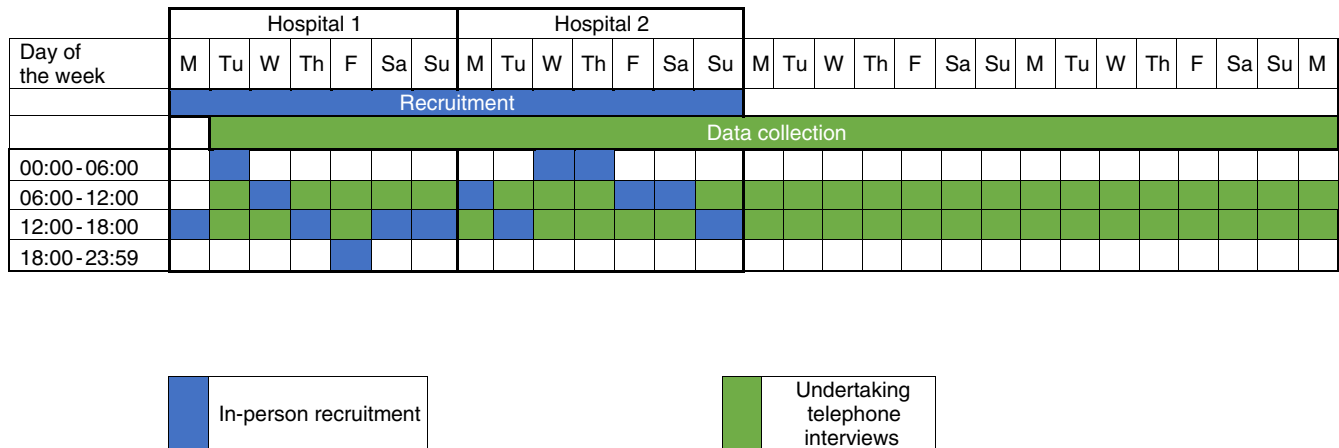 Hospital 1 Hospital 2
Day of
the week M Tu W Th F Sa Su M Tu W Th F Sa Su M Tu W Th F Sa Su M Tu W Th F Sa Su M
Recruitment
Data collection
00:00-06:00
06:00-12:00
12:00-18:00
18:00-23:59
In-person recruitment
Undertaking
telephone
interviews